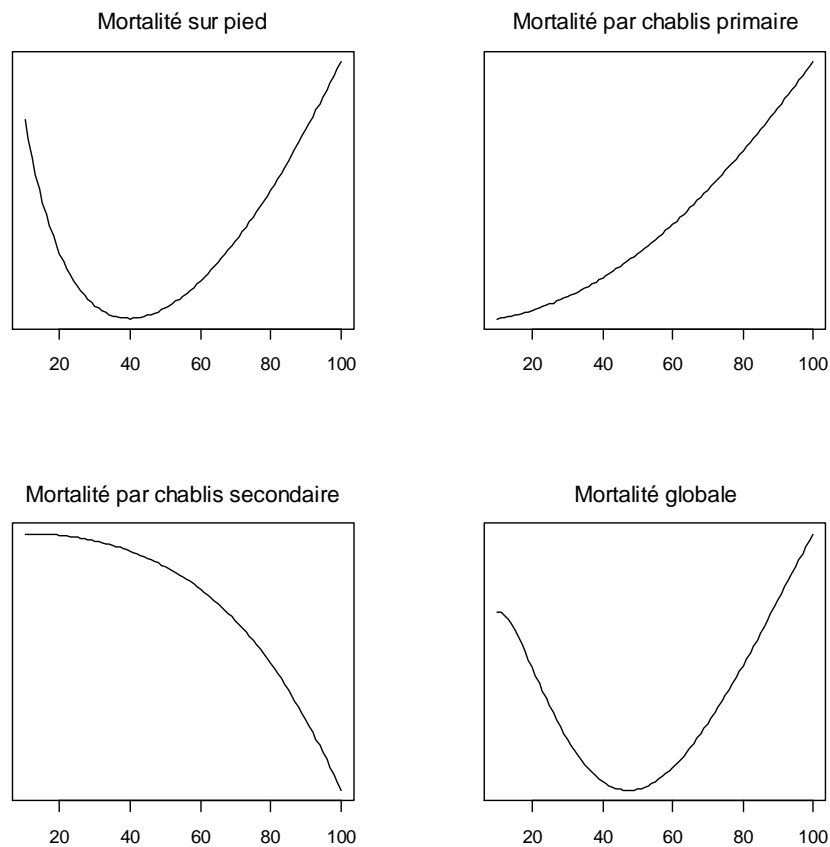 Mortalité sur pied
20 40 60 80 100
Mortalité par chablis primaire
20 40 60 80 100
Mortalité par chablis secondaire
20 40 60 80 100
Mortalité globale
20 40 60 80 100